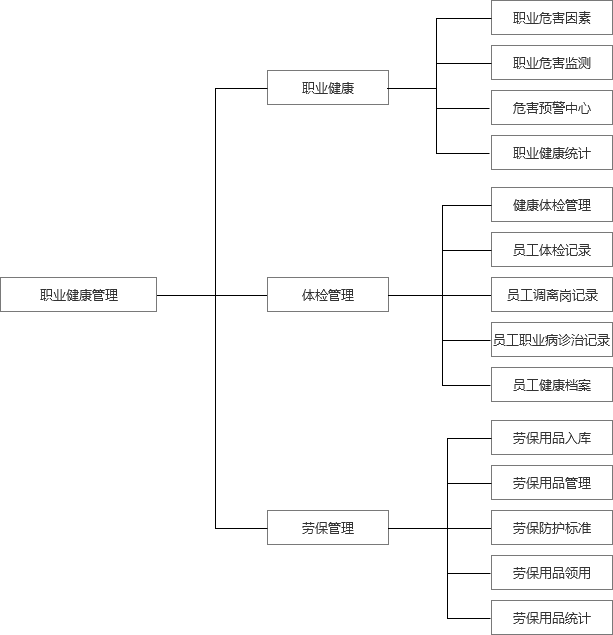 职业健康管理
职业健康
职业危害因素
职业危害监测
危害预警中心
职业健康统计
体检管理
健康体检管理
员工体检记录
员工调离岗记录
员工职业病诊治记录
员工健康档案
劳保管理
劳保用品入库
劳保用品管理
劳保防护标准
劳保用品领用
劳保用品统计